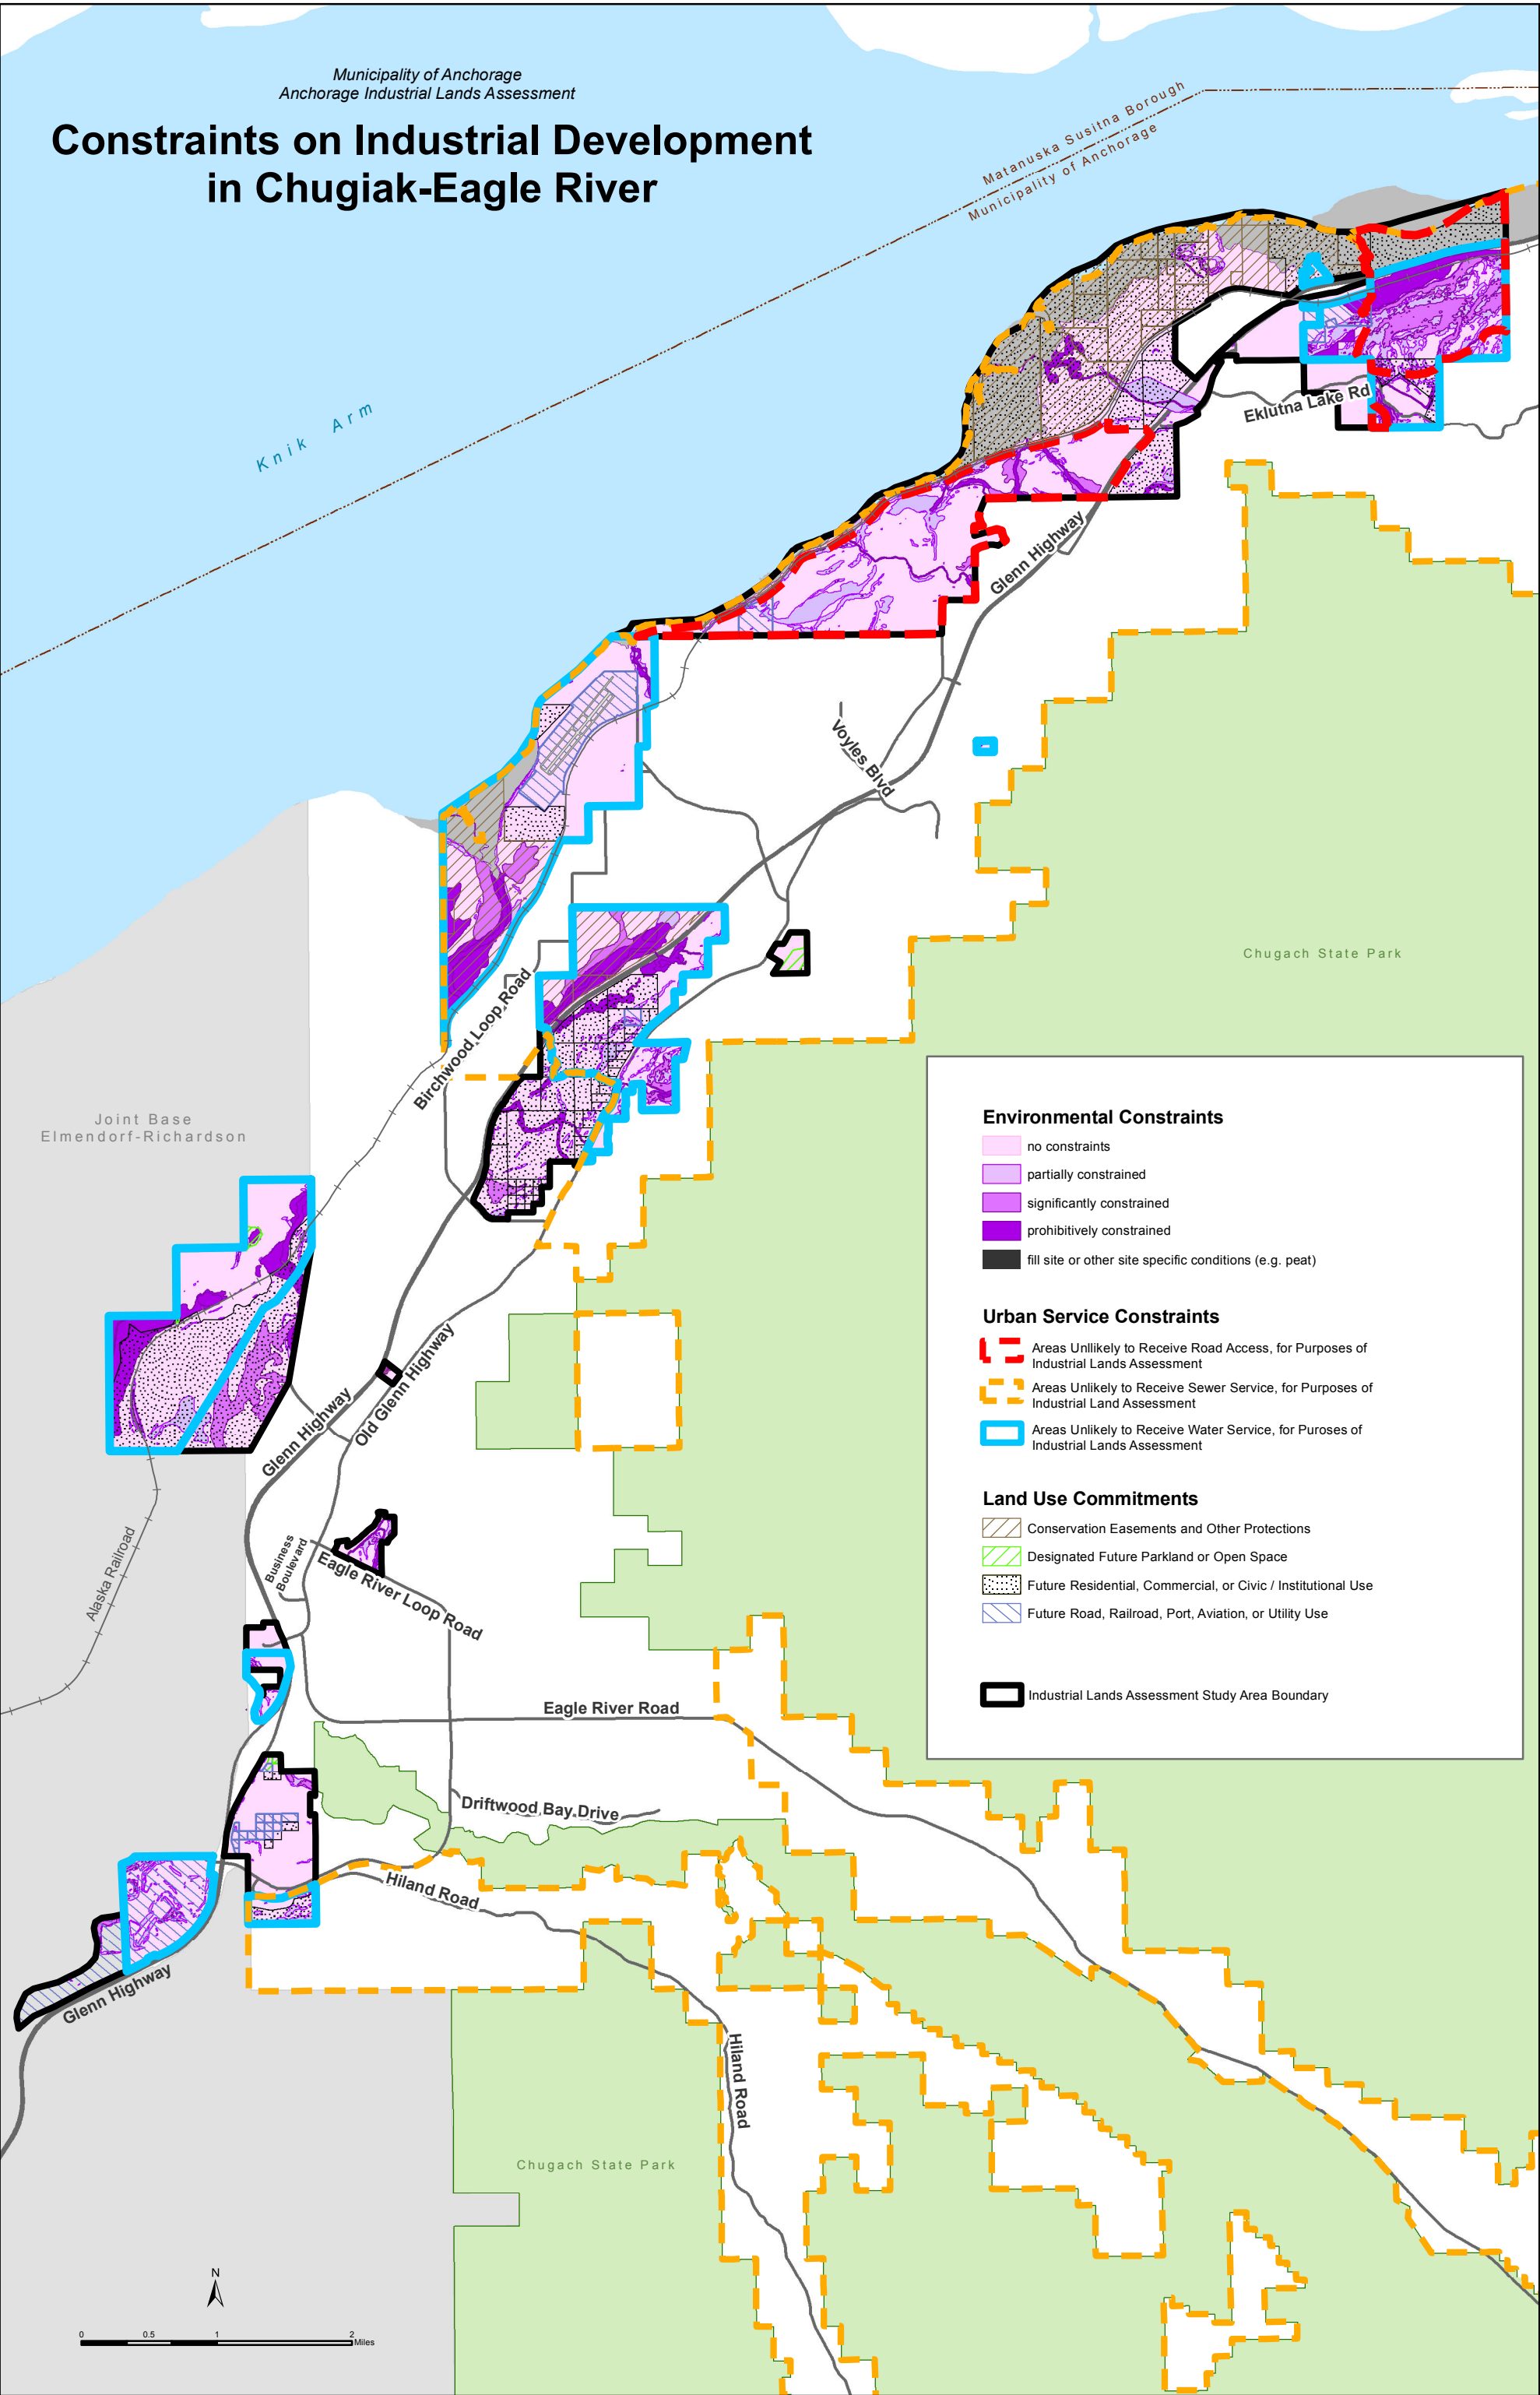 Municipality of Anchorage
Anchorage Industrial Lands Assessment
Constraints on Industrial Development
in Chugiak-Eagle River
Matanuska Susitna Borough
Municipality of Anchorage
Knik Arm
Eklutna Lake Rd
Glenn Highway
Voyles Blvd
Chugach State Park
Birchwood Loop Road
Joint Base
Elmendorf-Richardson
Environmental Constraints
no constraints
partially constrained
significantly constrained
prohibitively constrained
fill site or other site specific conditions (e.g. peat)
Urban Service Constraints
Areas Unllikely to Receive Road Access, for Purposes of
Industrial Lands Assessment
Areas Unlikely to Receive Sewer Service, for Purposes of
Industrial Land Assessment
Areas Unlikely to Receive Water Service, for Puroses of
Industrial Lands Assessment
Land Use Commitments
Conservation Easements and Other Protections
Designated Future Parkland or Open Space
Future Residential, Commercial, or Civic / Institutional Use
Future Road, Railroad, Port, Aviation, or Utility Use
Industrial Lands Assessment Study Area Boundary
Glenn Highway
Old Glenn Highway
Alaska Railroad
Business
Boulevard
Eagle River Loop Road
Eagle River Road
Driftwood Bay Drive
Hiland Road
Glenn Highway
Hiland Road
Chugach State Park
N
0 0.5 1 2
Miles